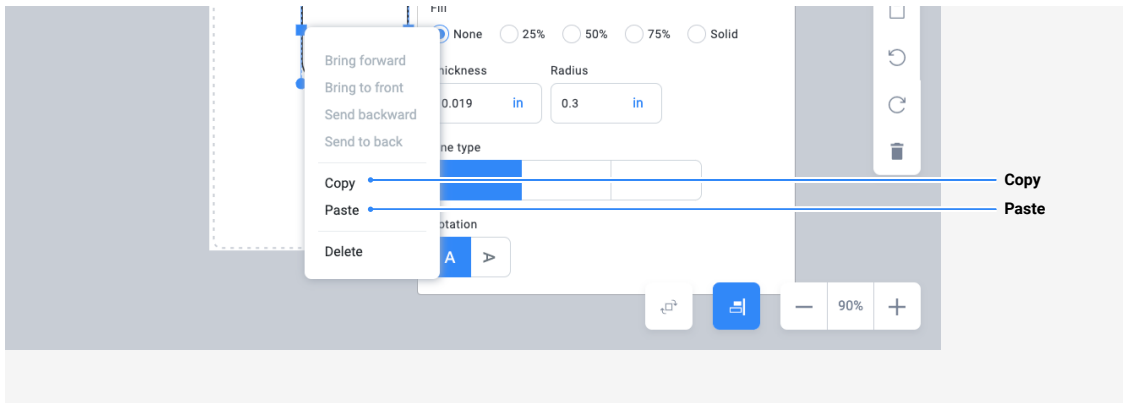 Fill
None 25% 50% 75% Solid
Bring forward
Bring to front
Send backward
Send to back
Copy
Paste
Delete
hickness Radius
0.019 in 0.3 in
ne type
otation
A A
90%
Copy
Paste